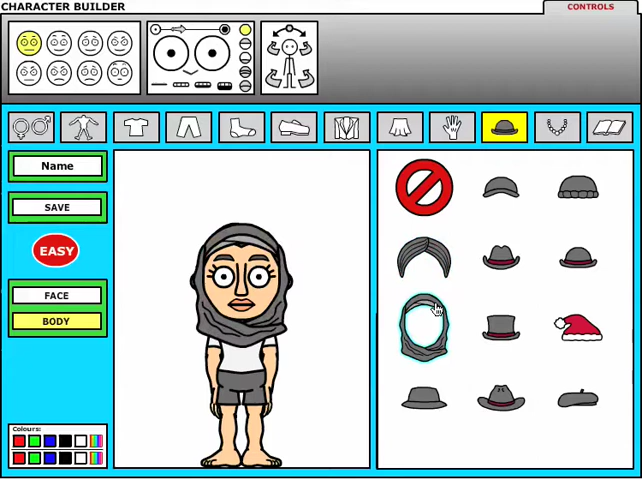 CHARACTER BUILDER
CONTROLS
Name
SAVE
EASY
FACE
BODY
Colours: